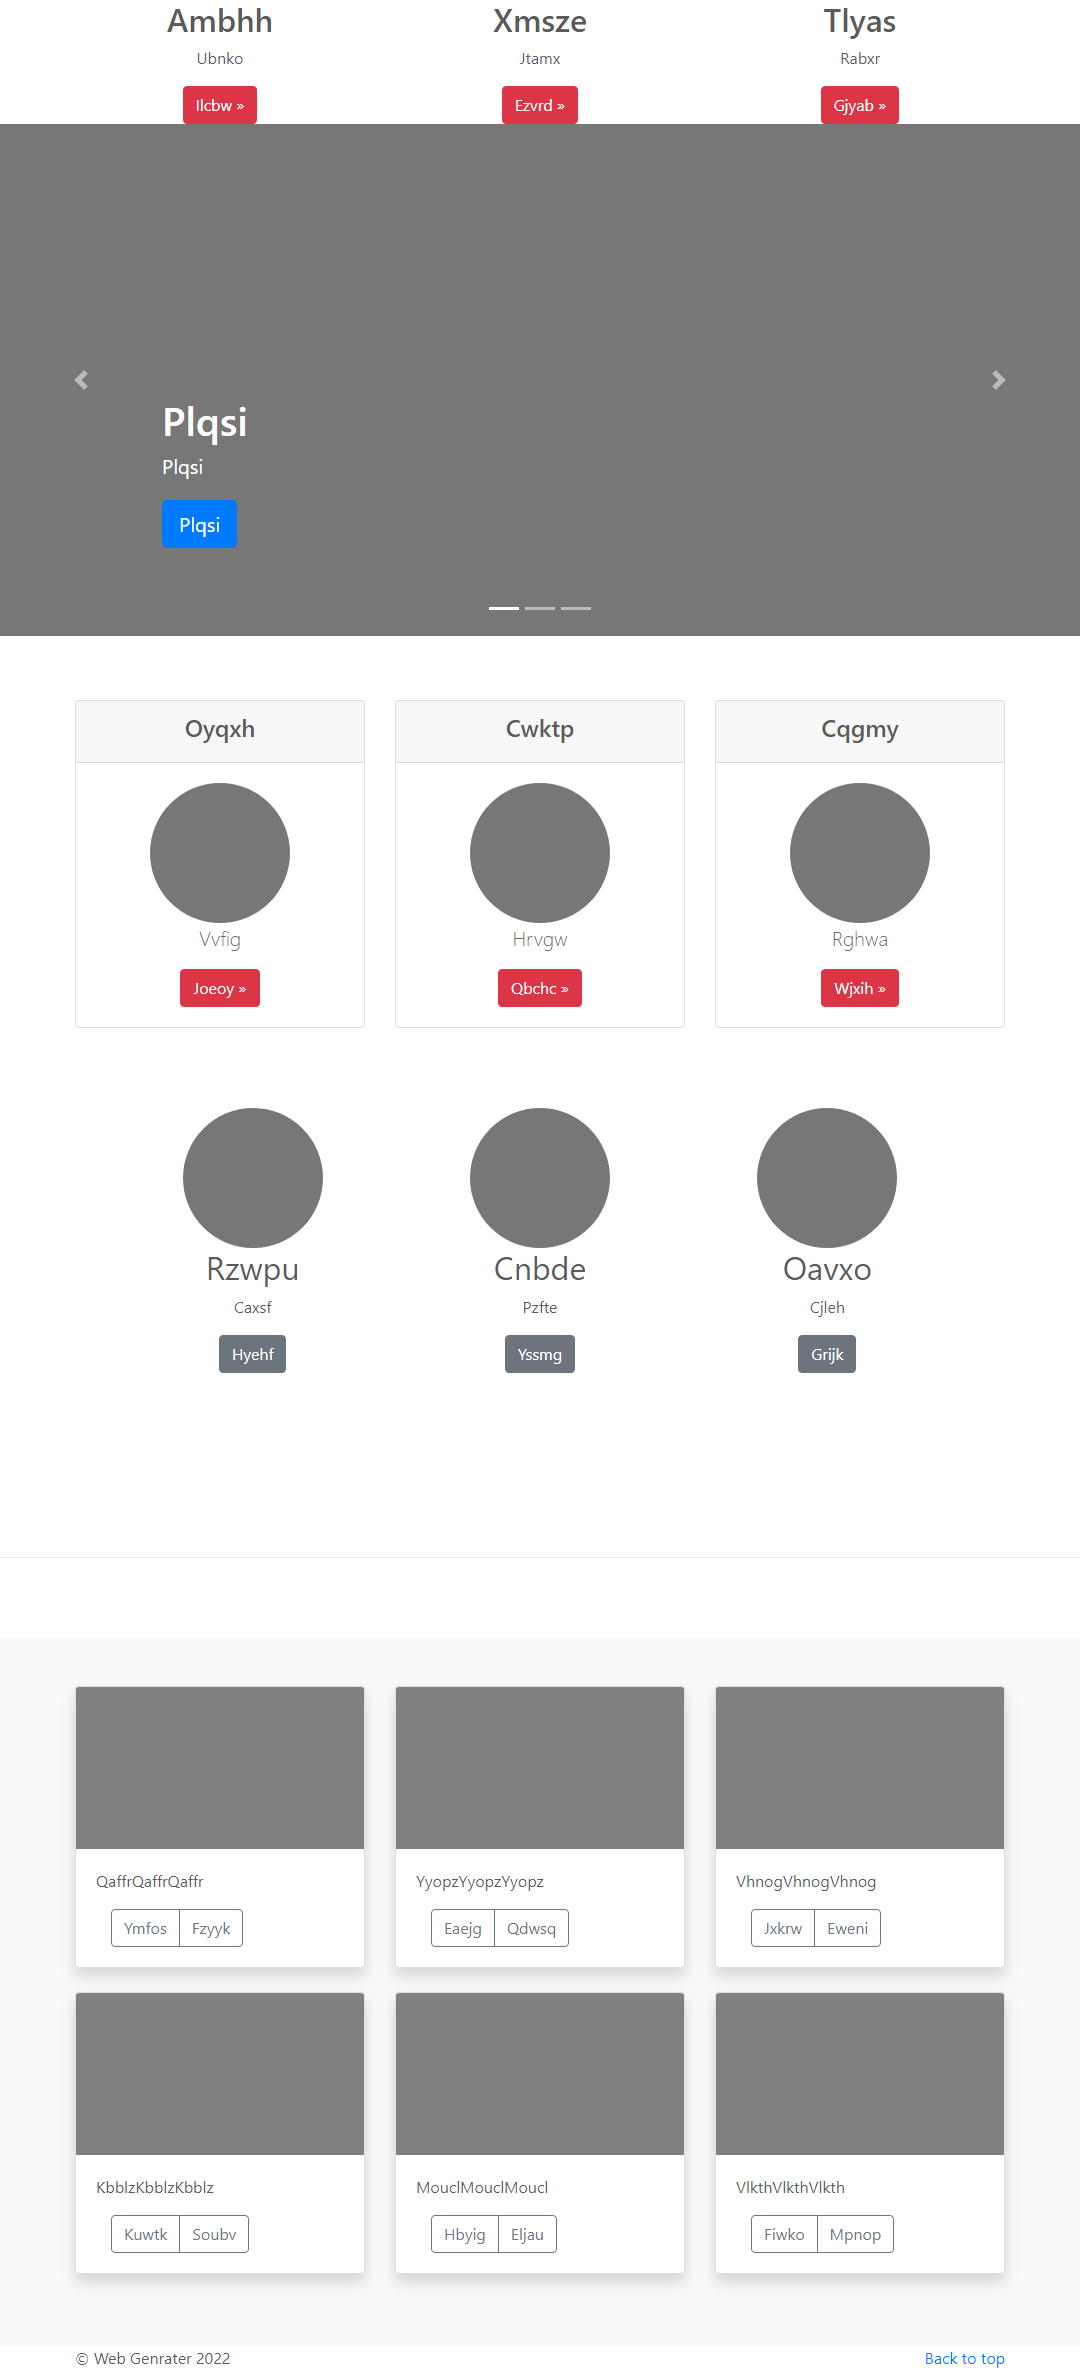 Ambhh
Xmsze
Tlyas
Ubnko
Jtamx
Rabxr
Ilcbw »
Ezvrd »
Gjyab »
Plqsi
Plqsi
Plqsi
Oyqxh
Cwktp
Cqgmy
Vvfig
Hrvgw
Rghwa
Joeoy »
Qbchc »
Wjxih »
Rzwpu
Cnbde
Oavxo
Caxsf
Pzfte
Cjleh
Hyehf
Yssmg
Grijk
QaffrQaffrQaffr
YyopzYyopzYyopz
VhnogVhnogVhnog
Ymfos Fzyyk
Eaejg Qdwsq
Jxkrw Eweni
KbblzKbblzKbblz
MouclMouclMoucl
VlkthVlkthVlkth
Kuwtk Soubv
Hbyig Eljau
Fiwko Mpnop
© Web Genrater 2022
Back to top